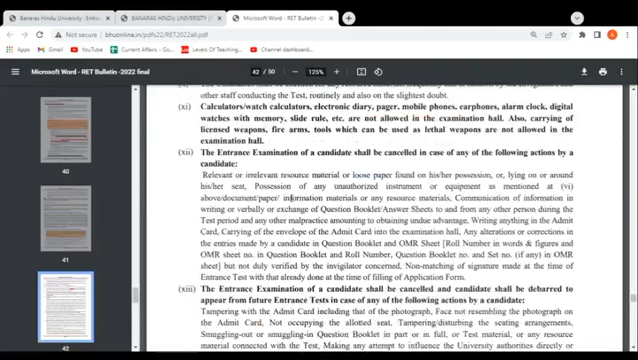 Banaras Hindu University - Entra
BANARAS HINDU UNIVERSITY (
Microsoft Word - RET Bulletin -2
Not secure | bhuonline.in/pdfs22/RET2022all.pdf
Apps
Gmail
YouTube
Current Affairs - Go...
Levels Of Teaching...
Channel dashboard...
Microsoft Word - RET Bulletin -2022 final
42 / 50
125%
40
41
42
other staff conducting the Test, routinely and also on the slightest doubt.
(xi) Calculators/watch calculators, electronic diary, pager, mobile phones, earphones, alarm clock, digital
watches with memory, slide rule, etc. are not allowed in the examination hall. Also, carrying of
licensed weapons, fire arms, tools which can be used as lethal weapons are not allowed in the
examination hall.
(xii) The Entrance Examination of a candidate shall be cancelled in case of any of the following actions by a
candidate:
Relevant or irrelevant resource material or loose paper found on his/her possession, or, lying on or around
his/her seat, Possession of any unauthorized instrument or equipment as mentioned at (vi)
above/document/paper/ information materials or any resource materials, Communication of information in
writing or verbally or exchange of Question Booklet/Answer Sheets to and from any other person during the
Test period and any other malpractice amounting to obtaining undue advantage, Writing anything in the Admit
Card, Carrying of the envelope of the Admit Card into the examination hall, Any alterations or corrections in
the entries made by a candidate in Question Booklet and OMR Sheet [Roll Number in words & figures and
OMR sheet no. in Question Booklet and Roll Number, Question Booklet no. and Set no. (if any) in OMR
sheet] but not duly verified by the invigilator concerned, Non-matching of signature made at the time of
Entrance Test with that already done at the time of filling of Application Form.
(xiii) The Entrance Examination of a candidate shall be cancelled and candidate shall be debarred to
appear from future Entrance Tests in case of any of the following actions by a candidate:
Tampering with the Admit Card including that of the photograph, Face not resembling the photograph on
the Admit Card, Not occupying the allotted seat, Tampering/disturbing the seating arrangements,
Smuggling-out or smuggling-in Question Booklet in part or in full, or Test material, or any resource
material connected with the Test, Making any attempt to influence the University authorities directly or